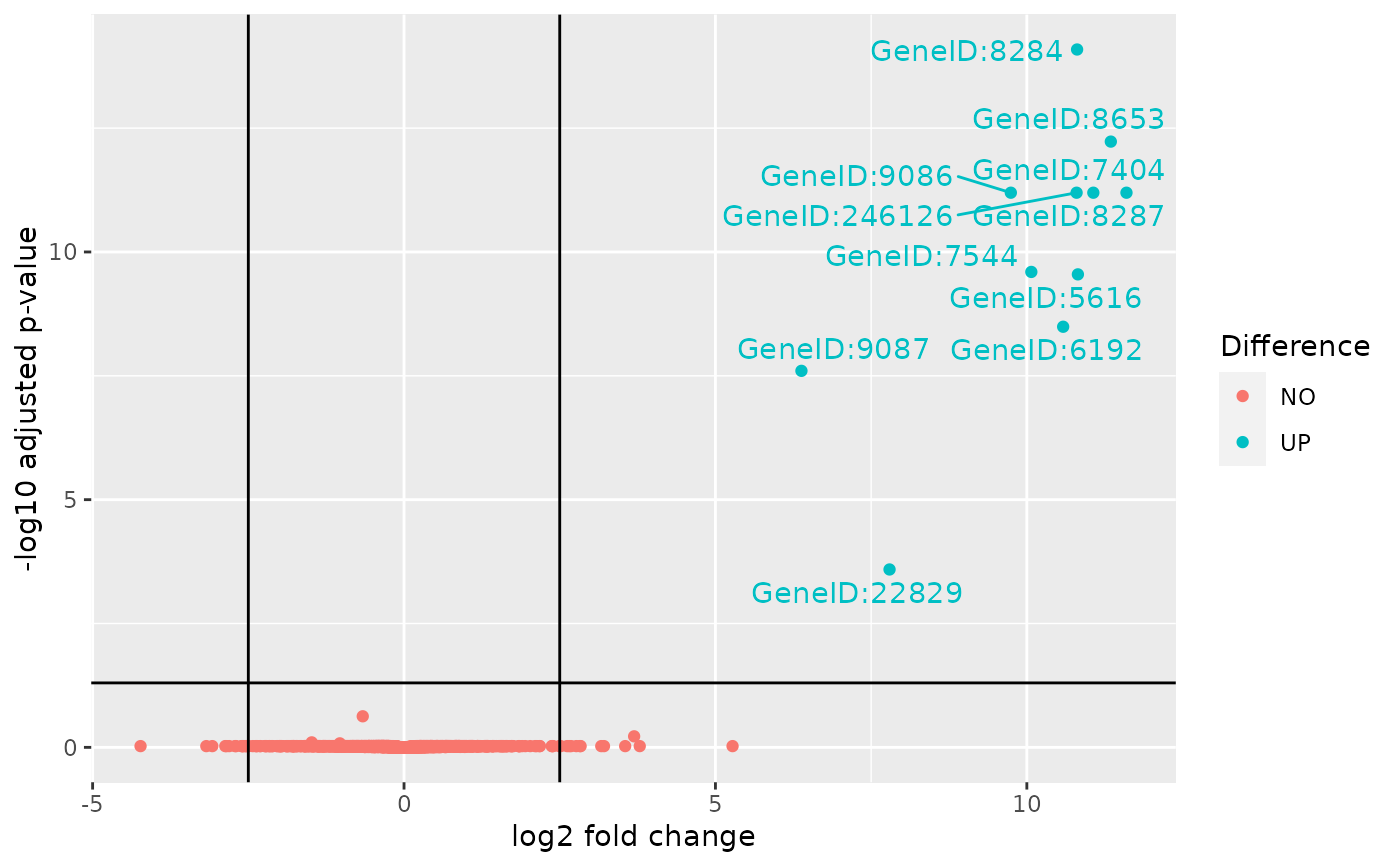 GeneID:8284
GeneID:8653
GeneID:7404
GeneID:9086
GeneID:246126
GeneID:8287
GeneID:7544
GeneID:5616
GeneID:9087
GeneID:6192
GeneID:22829
10
5
0
-log10 adjusted p-value
-5
0
5
10
log2 fold change
Difference
NO
UP